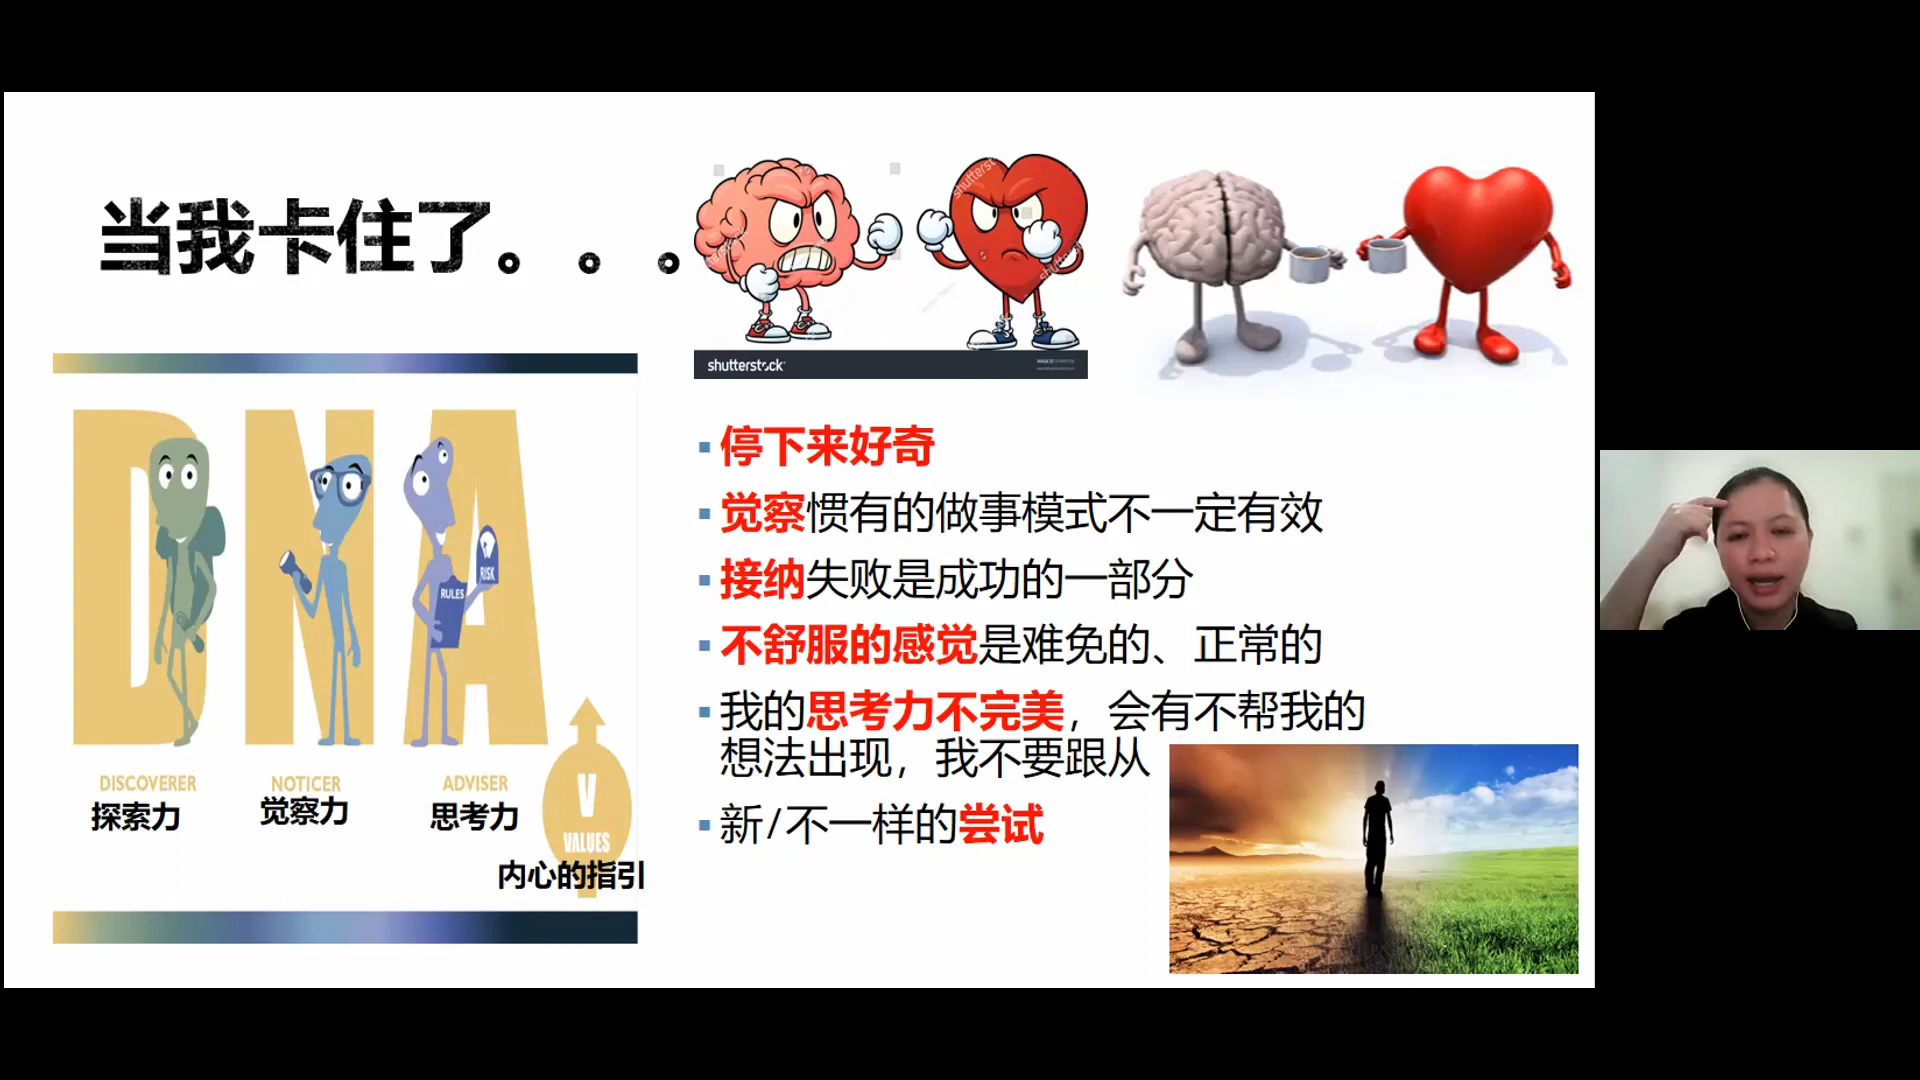 当我卡住了。。。
shutterstock
DISCOVERER
探索力
NOTICER
觉察力
ADVISER
思考力
RULES
RISK
V
VALUES
内心的指引
停下来好奇
觉察惯有的做事模式不一定有效
接纳失败是成功的一部分
不舒服的感觉是难免的、正常的
我的思考力不完美，会有不帮我的
想法出现，我不要跟从
新/不一样的尝试